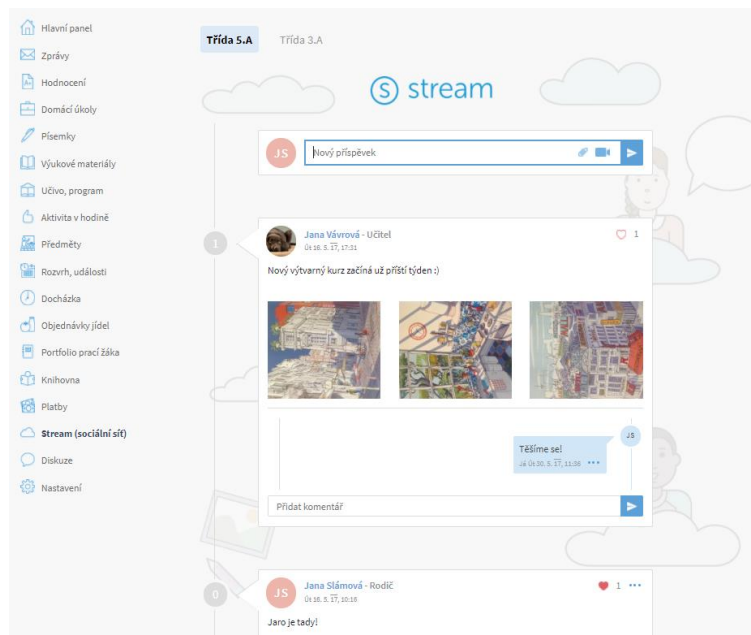 Hlavní panel
Zprávy
Hodnocení
Domácí úkoly
Písemky
Výukové materiály
Učivo, program
Aktivita v hodině
Předměty
Rozvrh, události
Docházka
Objednávky jídel
Portfolio prací žáka
Knihovna
Platby
Stream (sociální síť)
Diskuze
Nastavení
Třída 5.A Třída 3.A
S stream
JS Nový příspěvek
1
Jana Vávrová - Učitel
Út 16. 5. 17, 17:31
1
Nový výtvarný kurz začíná už příští týden :)
JS
Těšíme se!
Já Út 30. 5. 17, 11:38
Přidat komentář
0
JS
Jana Slámová - Rodič
Út 16. 5. 17, 10:16
1
Jaro je tady!